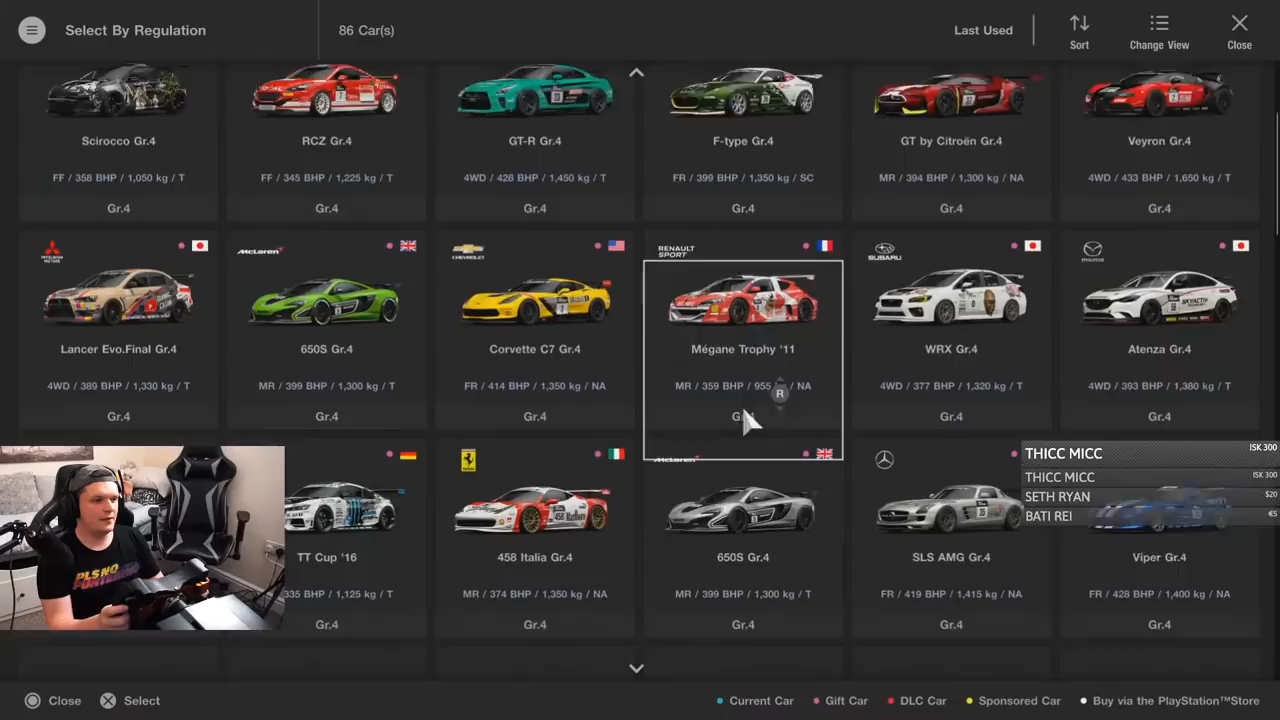 Select By Regulation
86 Car(s)
Last Used
Sort
Change View
Close
Scirocco Gr.4
RCZ Gr.4
GT-R Gr.4
F-type Gr.4
GT by Citroën Gr.4
Veyron Gr.4
FF / 358 BHP / 1,050 kg / T
FF / 345 BHP / 1,225 kg / T
4WD / 428 BHP / 1,450 kg / T
FR / 399 BHP / 1,350 kg / SC
MR / 394 BHP / 1,300 kg / NA
4WD / 433 BHP / 1,650 kg / T
Gr.4
Gr.4
Gr.4
Gr.4
Gr.4
Gr.4
MITSUBISHI MOTORS
McLaren
CHEVROLET
RENAULT SPORT
SUBARU
Lancer Evo.Final Gr.4
650S Gr.4
Corvette C7 Gr.4
Mégane Trophy '11
WRX Gr.4
Atenza Gr.4
4WD / 389 BHP / 1,330 kg / T
MR / 399 BHP / 1,300 kg / T
FR / 414 BHP / 1,350 kg / NA
MR / 359 BHP / 955 / NA
R
4WD / 377 BHP / 1,320 kg / T
4WD / 393 BHP / 1,380 kg / T
Gr.4
Gr.4
Gr.4
Gr.4
Gr.4
THICC MICC ISK 300
THICC MICC ISK 300
SETH RYAN $20
BATI REI €5
TT Cup '16
458 Italia Gr.4
650S Gr.4
SLS AMG Gr.4
Viper Gr.4
335 BHP / 1,125 kg / T
MR / 374 BHP / 1,350 kg / NA
MR / 399 BHP / 1,300 kg / T
FR / 419 BHP / 1,415 kg / NA
FR / 428 BHP / 1,400 kg / NA
Gr.4
Gr.4
Gr.4
Gr.4
Gr.4
PLS NO
Close
Select
Current Car
Gift Car
DLC Car
Sponsored Car
Buy via the PlayStation™Store